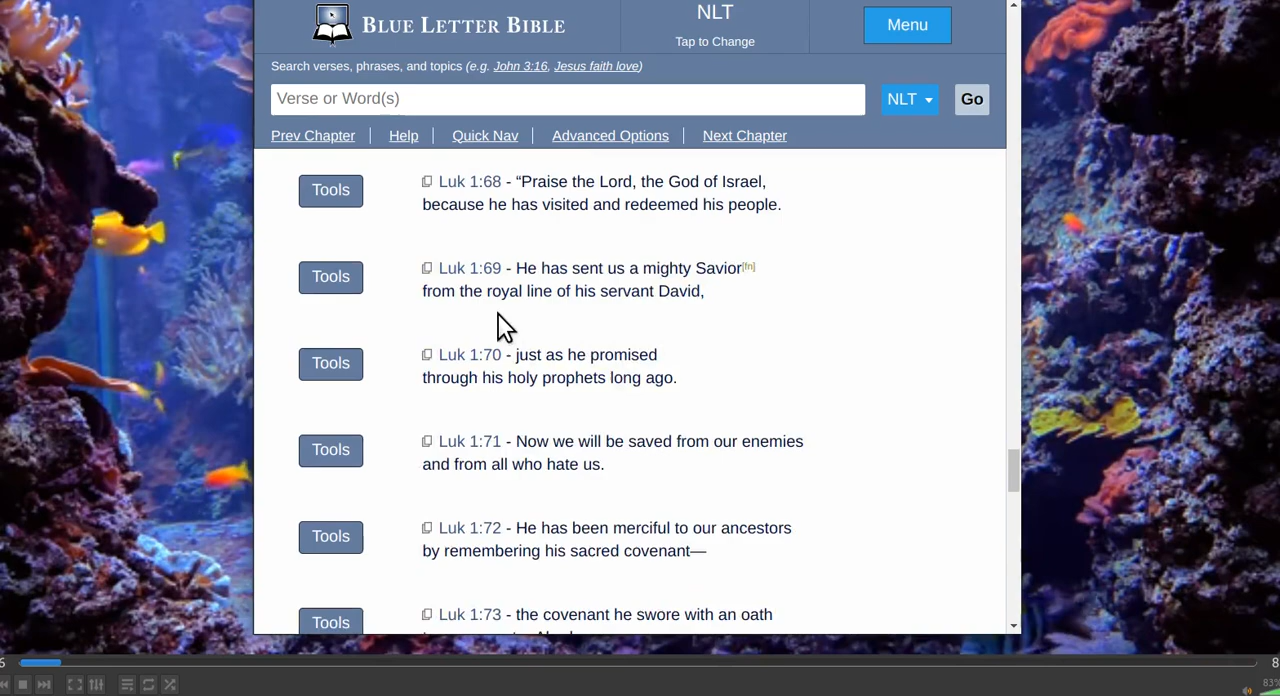 BLUE LETTER BIBLE
NLT
Tap to Change
Menu
Search verses, phrases, and topics (e.g. John 3:16, Jesus faith love)
Verse or Word(s)
NLT
Go
Prev Chapter
Help
Quick Nav
Advanced Options
Next Chapter
Tools
Luk 1:68 - “Praise the Lord, the God of Israel,
because he has visited and redeemed his people.
Tools
Luk 1:69 - He has sent us a mighty Savior[fn]
from the royal line of his servant David,
Tools
Luk 1:70 - just as he promised
through his holy prophets long ago.
Tools
Luk 1:71 - Now we will be saved from our enemies
and from all who hate us.
Tools
Luk 1:72 - He has been merciful to our ancestors
by remembering his sacred covenant—
Tools
Luk 1:73 - the covenant he swore with an oath
6
8
83%